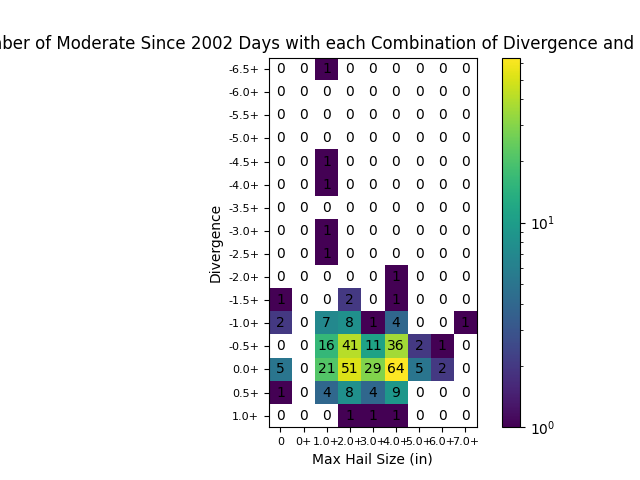 of Moderate Since 2002 Days with each Combination of Divergence and
-6.5+ 0 0 1 0 0 0 0 0 0
-6.0+ 0 0 0 0 0 0 0 0 0
-5.5+ 0 0 0 0 0 0 0 0 0
-5.0+ 0 0 0 0 0 0 0 0 0
-4.5+ 0 0 1 0 0 0 0 0 0
-4.0+ 0 0 1 0 0 0 0 0 0
-3.5+ 0 0 0 0 0 0 0 0 0
-3.0+ 0 0 1 0 0 0 0 0 0
-2.5+ 0 0 1 0 0 0 0 0 0
-2.0+ 0 0 0 0 0 1 0 0 0
-1.5+ 1 0 0 2 0 1 0 0 0
-1.0+ 2 0 7 8 1 4 0 0 1
-0.5+ 0 0 16 41 11 36 2 1 0
0.0+ 5 0 21 51 29 64 5 2 0
0.5+ 1 0 4 8 4 9 0 0 0
1.0+ 0 0 0 1 1 1 0 0 0
0 0+ 1.0+ 2.0+ 3.0+ 4.0+ 5.0+ 6.0+ 7.0+
Max Hail Size (in)
Divergence
10¹
10⁰